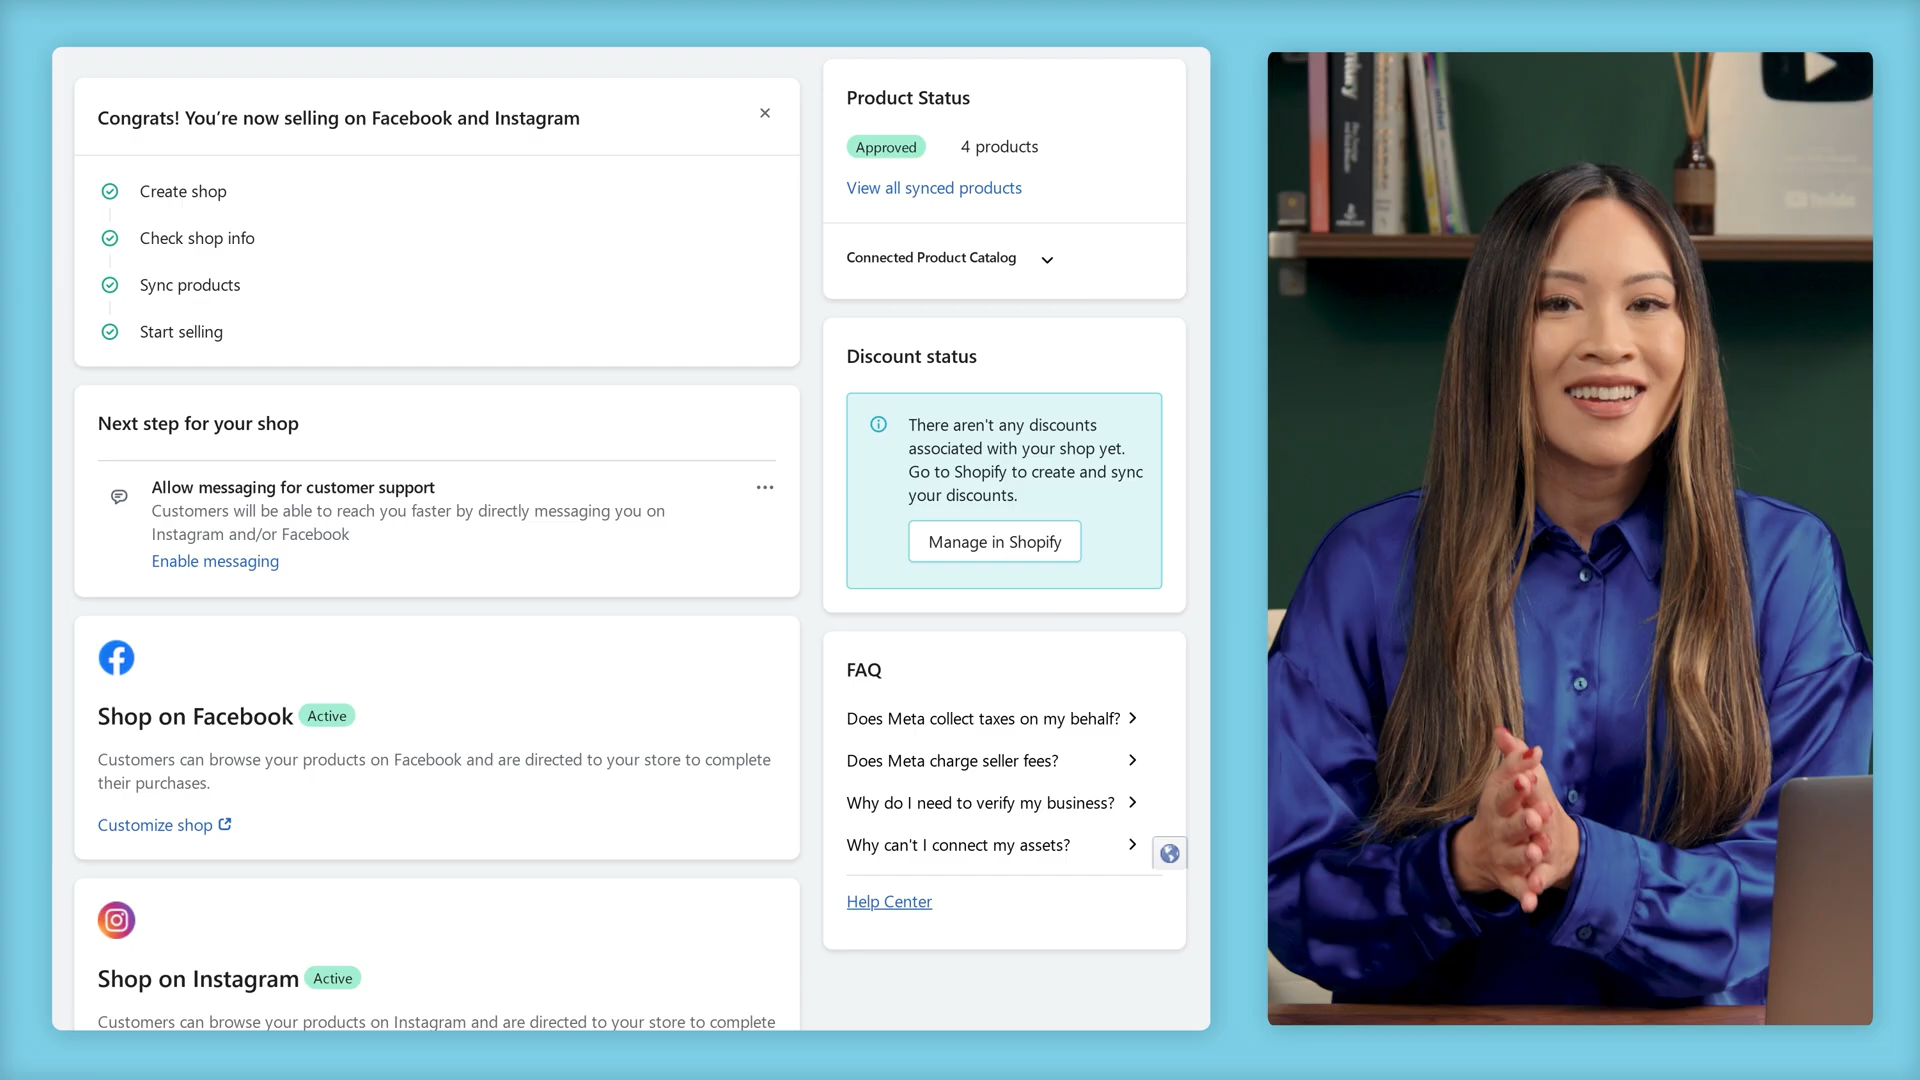 Congrats! You’re now selling on Facebook and Instagram
Create shop
Check shop info
Sync products
Start selling
Next step for your shop
Allow messaging for customer support
Customers will be able to reach you faster by directly messaging you on
Instagram and/or Facebook
Enable messaging
Shop on Facebook Active
Customers can browse your products on Facebook and are directed to your store to complete
their purchases.
Customize shop
Shop on Instagram Active
Customers can browse your products on Instagram and are directed to your store to complete
Product Status
Approved 4 products
View all synced products
Connected Product Catalog
Discount status
There aren't any discounts
associated with your shop yet.
Go to Shopify to create and sync
your discounts.
Manage in Shopify
FAQ
Does Meta collect taxes on my behalf?
Does Meta charge seller fees?
Why do I need to verify my business?
Why can't I connect my assets?
Help Center
YouTube